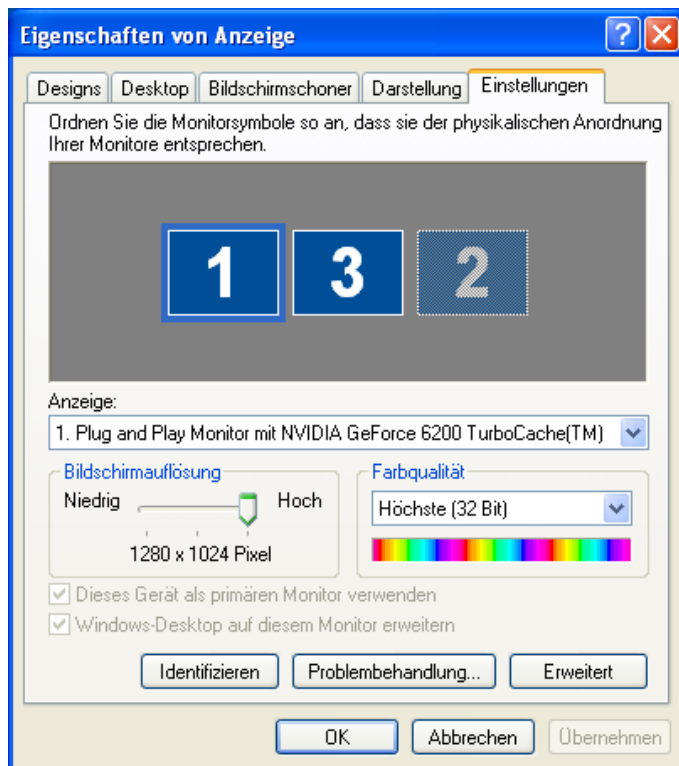 Eigenschaften von Anzeige
Designs Desktop Bildschirmschoner Darstellung Einstellungen
Ordnen Sie die Monitorsymbole so an, dass sie der physikalischen Anordnung
Ihrer Monitore entsprechen.
1 3 2
Anzeige:
1. Plug and Play Monitor mit NVIDIA GeForce 6200 TurboCache(TM)
Bildschirmauflösung Farbqualität
Niedrig Hoch Höchste (32 Bit)
1280 x 1024 Pixel
Dieses Gerät als primären Monitor verwenden
Windows-Desktop auf diesem Monitor erweitern
Identifizieren Problembehandlung... Erweitert
OK Abbrechen Übernehmen